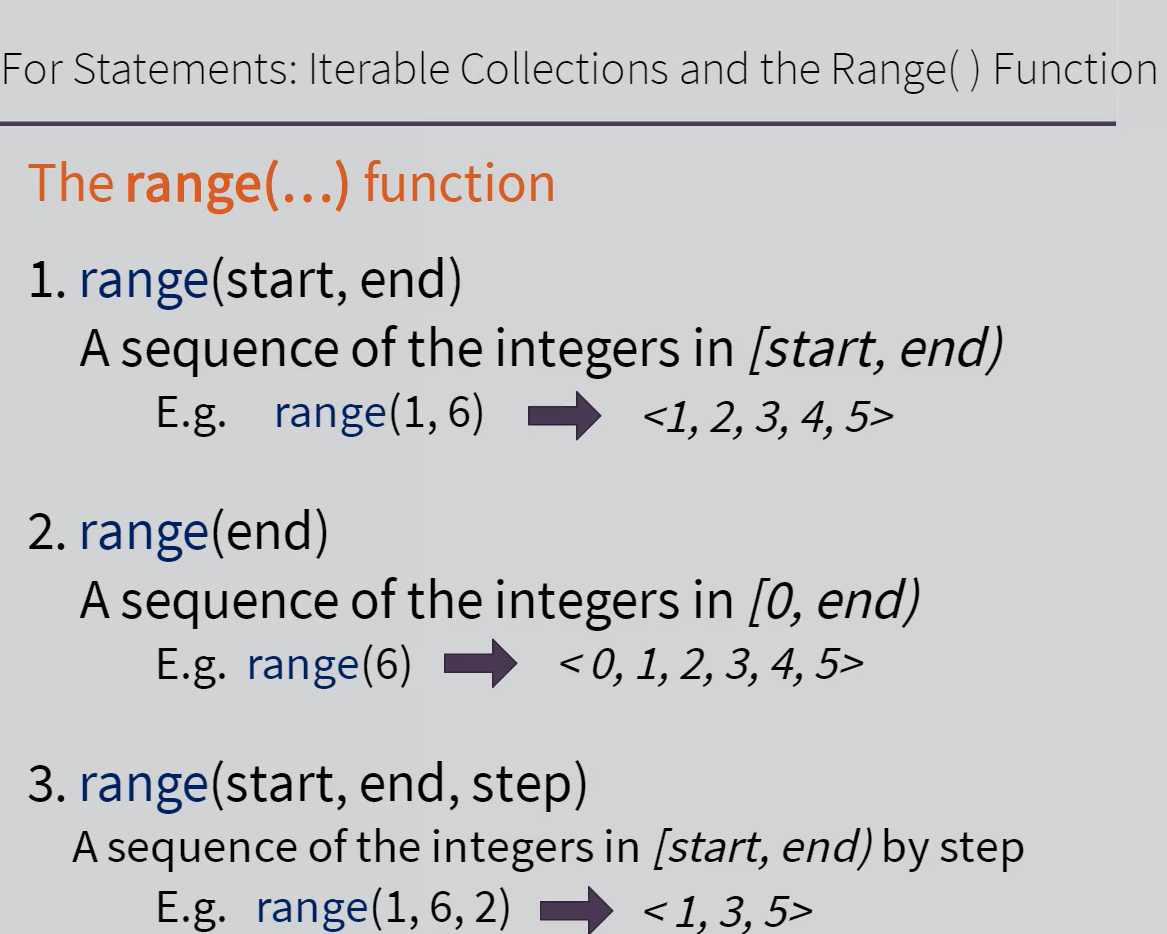 For Statements: Iterable Collections and the Range( ) Function
The range(...) function
1. range(start, end)
A sequence of the integers in [start, end)
E.g. range(1, 6) <1, 2, 3, 4, 5>
2. range(end)
A sequence of the integers in [0, end)
E.g. range(6) < 0, 1, 2, 3, 4, 5>
3. range(start, end, step)
A sequence of the integers in [start, end) by step
E.g. range(1, 6, 2) < 1, 3, 5>